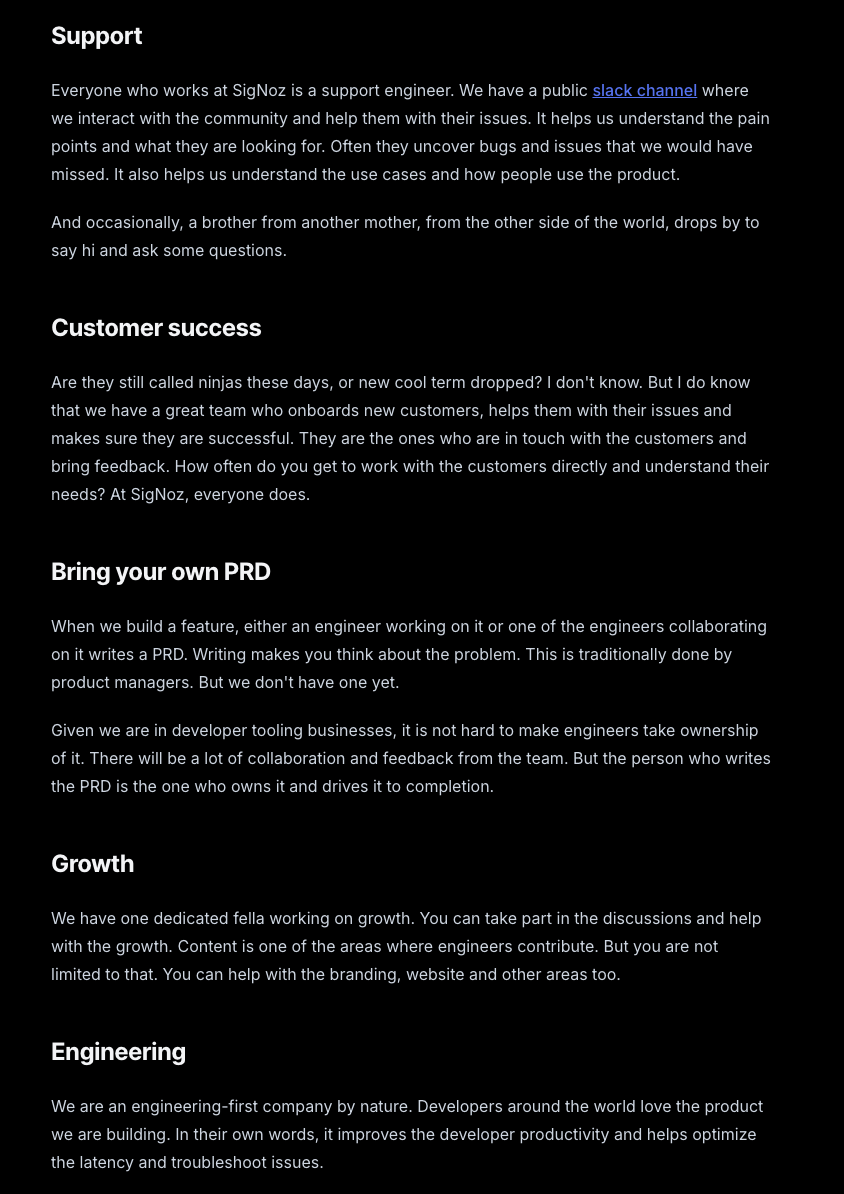 Support
Everyone who works at SigNoz is a support engineer. We have a public slack channel where
we interact with the community and help them with their issues. It helps us understand the pain
points and what they are looking for. Often they uncover bugs and issues that we would have
missed. It also helps us understand the use cases and how people use the product.
And occasionally, a brother from another mother, from the other side of the world, drops by to
say hi and ask some questions.
Customer success
Are they still called ninjas these days, or new cool term dropped? I don't know. But I do know
that we have a great team who onboards new customers, helps them with their issues and
makes sure they are successful. They are the ones who are in touch with the customers and
bring feedback. How often do you get to work with the customers directly and understand their
needs? At SigNoz, everyone does.
Bring your own PRD
When we build a feature, either an engineer working on it or one of the engineers collaborating
on it writes a PRD. Writing makes you think about the problem. This is traditionally done by
product managers. But we don't have one yet.
Given we are in developer tooling businesses, it is not hard to make engineers take ownership
of it. There will be a lot of collaboration and feedback from the team. But the person who writes
the PRD is the one who owns it and drives it to completion.
Growth
We have one dedicated fella working on growth. You can take part in the discussions and help
with the growth. Content is one of the areas where engineers contribute. But you are not
limited to that. You can help with the branding, website and other areas too.
Engineering
We are an engineering-first company by nature. Developers around the world love the product
we are building. In their own words, it improves the developer productivity and helps optimize
the latency and troubleshoot issues.